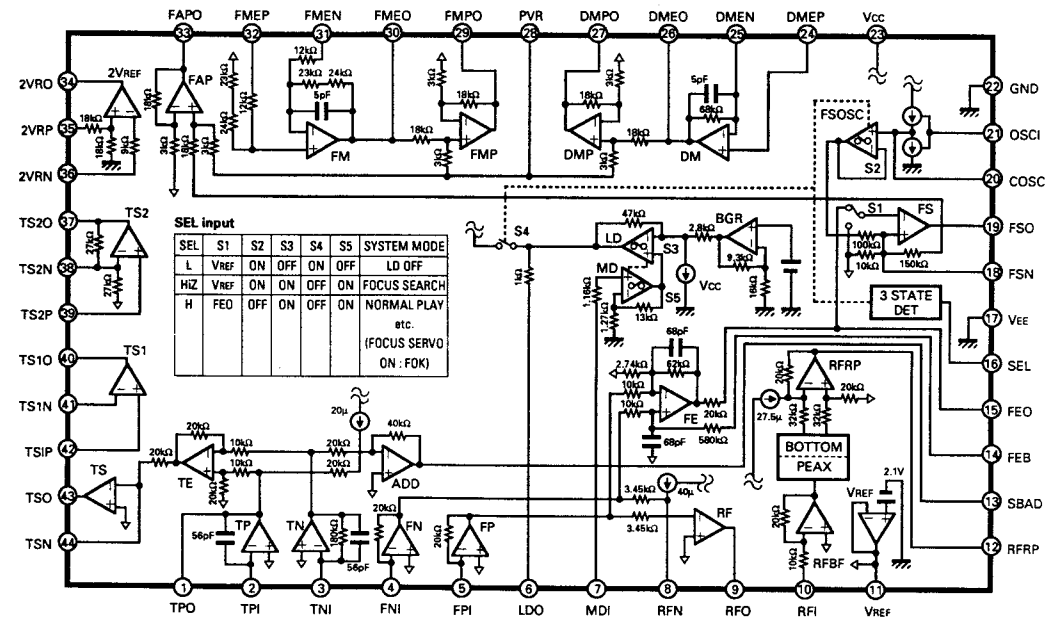 FAPO FMEP FMEN FMEO FMPO PVR DMPO DMEO DMEN DMEP VCC
33 32 31 30 29 28 27 26 25 24 23
2VRO 34
2VRP 35
2VRN 36
TS2O 37
TS2N 38
TS2P 39
TS1O 40
TS1N 41
TSIP 42
TSO 43
TSN 44
22 GND
21 OSCI
20 COSC
19 FSO
18 FSN
17 VEE
16 SEL
15 FEO
14 FEB
13 SBAD
12 RFRP
2VREF
18kΩ
18kΩ
9kΩ
FAP
18kΩ
3kΩ
18kΩ
3kΩ
23kΩ
24kΩ
12kΩ
12kΩ
23kΩ 24kΩ
5pF
FM
18kΩ
3kΩ
18kΩ
3kΩ
FMP
3kΩ
18kΩ
DMP
3kΩ
18kΩ
5pF
68kΩ
DM
FSOSC
S2
S1 FS
100kΩ
10kΩ
150kΩ
3 STATE
DET
TS2
27kΩ
27kΩ
TS1
SEL input
SEL S1 S2 S3 S4 S5 SYSTEM MODE
L VREF ON OFF ON OFF LD OFF
HiZ VREF ON ON OFF ON FOCUS SEARCH
H FEO OFF ON OFF ON NORMAL PLAY
etc.
(FOCUS SERVO
ON : FOK)
S4
1kΩ
47kΩ
LD
S3
2.8kΩ
BGR
9.3kΩ
16kΩ
VCC
MD
S5
1.16kΩ
13kΩ
1.27kΩ
68pF
2.74kΩ
62kΩ
10kΩ
10kΩ
FE
20kΩ
580kΩ
68pF
20kΩ
RFRP
27.5µ
32kΩ
32kΩ
20kΩ
BOTTOM
PEAX
20kΩ
10kΩ
RFBF
2.1V
VREF
20µ
20kΩ
20kΩ
TE
10kΩ
10kΩ
20kΩ
20kΩ
20kΩ
40kΩ
ADD
TS
56pF
TP
TN
180kΩ
56pF
20kΩ
FN
20kΩ
FP
3.45kΩ
3.45kΩ
40µ
RF
1 2 3 4 5 6 7 8 9 10 11
TPO TPI TNI FNI FPI LDO MDI RFN RFO RFI VREF